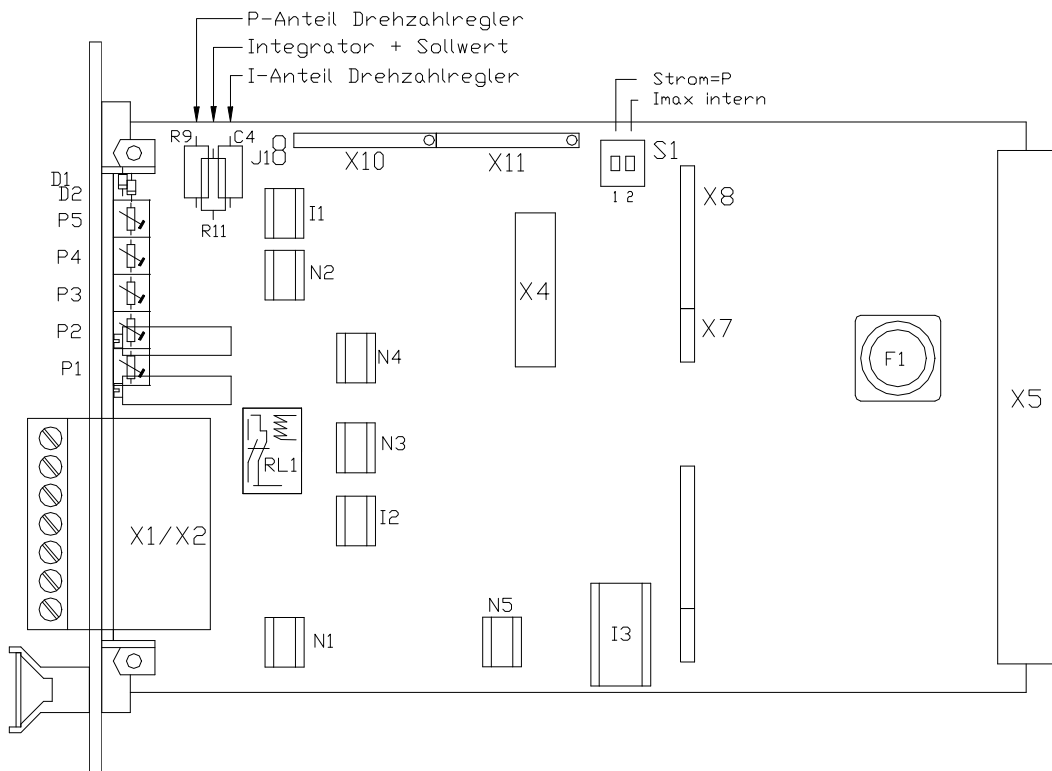 P-Anteil Drehzahlregler
Integrator + Sollwert
I-Anteil Drehzahlregler
Strom=P
Imax intern
R9
C4
J1
X10
X11
S1
1 2
D1
D2
P5
R11
I1
X8
P4
N2
P3
X4
P2
X7
P1
N4
F1
X5
N3
RL1
I2
X1/X2
N5
N1
I3